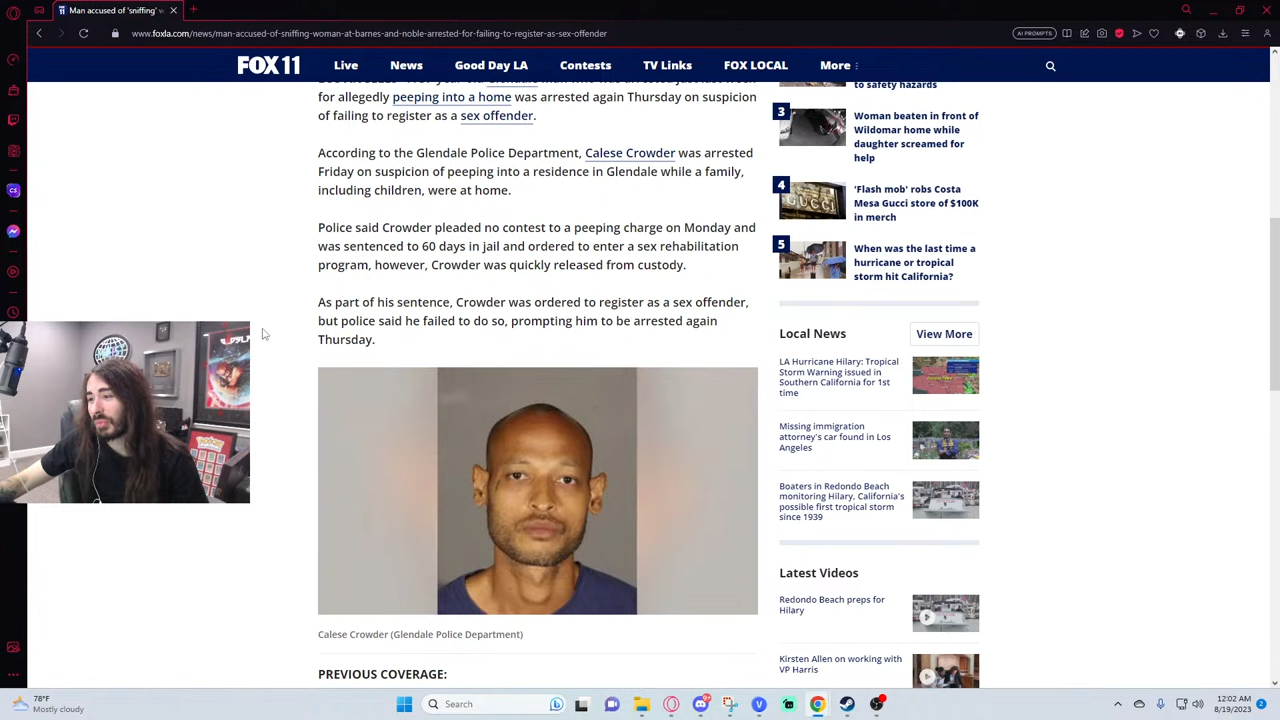 Man accused of 'sniffing'
www.foxla.com/news/man-accused-of-sniffing-woman-at-barnes-and-noble-arrested-for-failing-to-register-as-sex-offender
AI PROMPTS
FOX 11
Live
News
Good Day LA
Contests
TV Links
FOX LOCAL
More
for allegedly peeping into a home was arrested again Thursday on suspicion
of failing to register as a sex offender.
According to the Glendale Police Department, Calese Crowder was arrested
Friday on suspicion of peeping into a residence in Glendale while a family,
including children, were at home.
Police said Crowder pleaded no contest to a peeping charge on Monday and
was sentenced to 60 days in jail and ordered to enter a sex rehabilitation
program, however, Crowder was quickly released from custody.
As part of his sentence, Crowder was ordered to register as a sex offender,
but police said he failed to do so, prompting him to be arrested again
Thursday.
Calese Crowder (Glendale Police Department)
PREVIOUS COVERAGE:
to safety hazards
3
Woman beaten in front of
Wildomar home while
daughter screamed for
help
4
GUCCI
'Flash mob' robs Costa
Mesa Gucci store of $100K
in merch
5
When was the last time a
hurricane or tropical
storm hit California?
Local News
View More
LA Hurricane Hilary: Tropical
Storm Warning issued in
Southern California for 1st
time
Missing immigration
attorney's car found in Los
Angeles
Boaters in Redondo Beach
monitoring Hilary, California's
possible first tropical storm
since 1939
Latest Videos
Redondo Beach preps for
Hilary
Kirsten Allen on working with
VP Harris
78°F
Mostly cloudy
Search
12:02 AM
8/19/2023